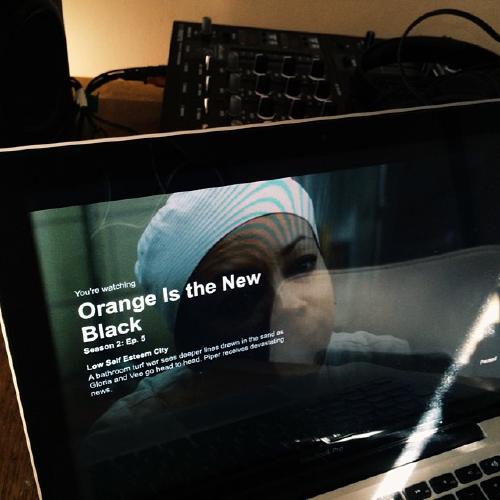 You're watching
Orange Is the New
Black
Season 2: Ep. 5
Low Self Esteem City
A bathroom turf war sees deeper lines drawn in the sand as
Gloria and Vee go head to head. Piper receives devastating
news.